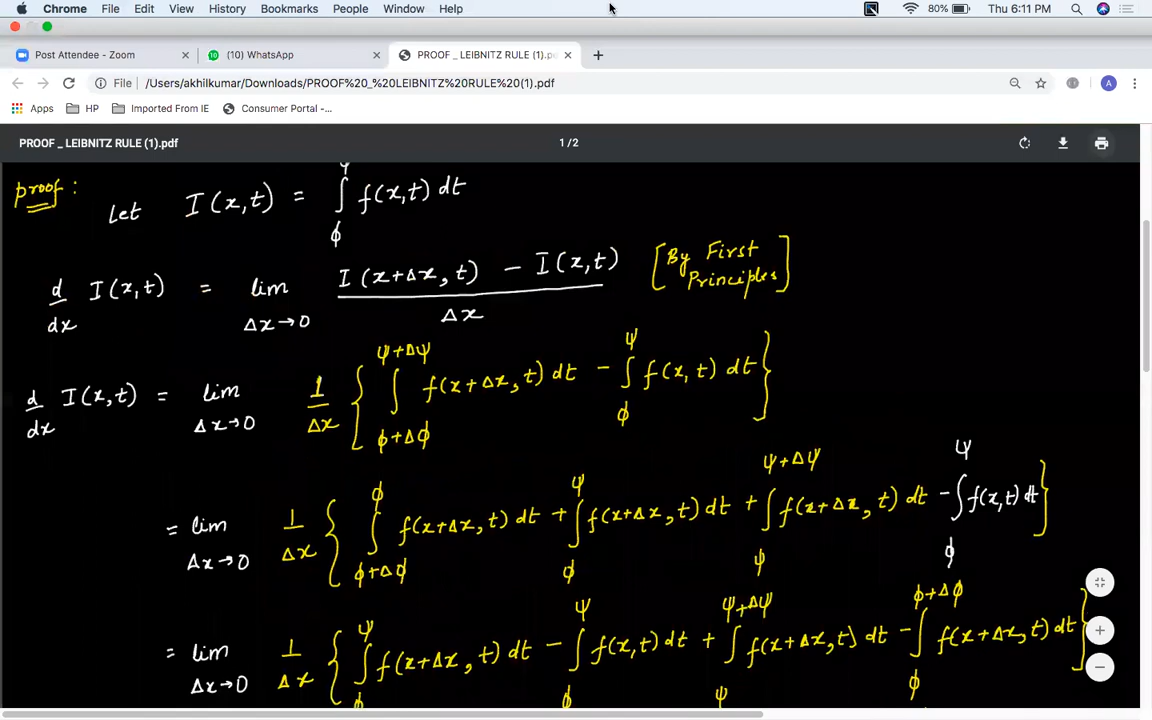 Chrome File Edit View History Bookmarks People Window Help 80% Thu 6:11 PM
Post Attendee - Zoom × (10) WhatsApp × PROOF _ LEIBNITZ RULE (1).pd × +
File /Users/akhilkumar/Downloads/PROOF%20_%20LEIBNITZ%20RULE%20(1).pdf A
Apps HP Imported From IE Consumer Portal -...
PROOF _ LEIBNITZ RULE (1).pdf 1/2
proof :
Let I(x,t) = ∫_ϕ^ψ f(x,t) dt
d/dx I(x,t) = lim_{Δx→0} (I(x+Δx, t) - I(x,t)) / Δx [By First Principles]
d/dx I(x,t) = lim_{Δx→0} 1/Δx { ∫_{ϕ+Δϕ}^{ψ+Δψ} f(x+Δx, t) dt - ∫_ϕ^ψ f(x, t) dt }
= lim_{Δx→0} 1/Δx { ∫_{ϕ+Δϕ}^ϕ f(x+Δx, t) dt + ∫_ϕ^ψ f(x+Δx, t) dt + ∫_φ^{ψ+Δψ} f(x+Δx, t) dt - ∫_ϕ^ψ f(x,t) dt }
= lim_{Δx→0} 1/Δx { ∫_ϕ^ψ f(x+Δx, t) dt - ∫_ϕ^ψ f(x,t) dt + ∫_ψ^{ψ+Δψ} f(x+Δx, t) dt - ∫_ϕ^{ϕ+Δϕ} f(x+Δx, t) dt }